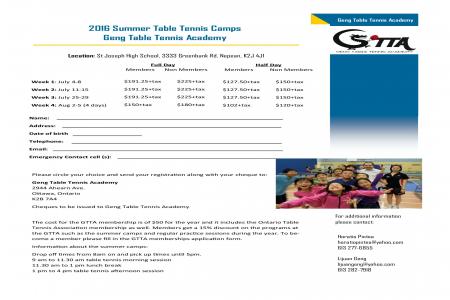 2016 Summer Table Tennis Camps
Geng Table Tennis Academy
Location: St Joseph High School, 3333 Greenbank Rd, Nepean, K2J 4J1
Full Day Half Day
Members Non Members Members Non Members
Week 1: July 4-8 $191.25+tax $225+tax $127.50+tax $150+tax
Week 2: July 11-15 $191.25+tax $225+tax $127.50+tax $150+tax
Week 3: July 25-29 $191.25+tax $225+tax $127.50+tax $150+tax
Week 4: Aug 2-5 (4 days) $150+tax $180+tax $102+tax $120+tax
Name:
Address:
Date of birth
Telephone:
Email:
Emergency Contact cell (s):
Please circle your choice and send your registration along with your cheque to:
Geng Table Tennis Academy
2944 Ahearn Ave.
Ottawa, Ontario
K2B 7A4
Cheques to be issued to Geng Table Tennis Academy.
The cost for the GTTA membership is of $50 for the year and it includes the Ontario Table
Tennis Association membership as well. Members get a 15% discount on the programs at
the GTTA such as the summer camps and regular practice sessions during the year. To be-
come a member please fill in the GTTA memberships application form.
Information about the summer camps:
Drop off times from 8am on and pick up times until 5pm.
9 am to 11.30 am table tennis morning session
11.30 am to 1 pm lunch break
1 pm to 4 pm table tennis afternoon session
Geng Table Tennis Academy
GTTA
GENG TABLE TENNIS ACADEMY
For additional information
please contact:
Horatio Pintea
horatiopintea@yahoo.com
613 277-6855
Lijuan Geng
lijuangeng@yahoo.com
613 282-7918